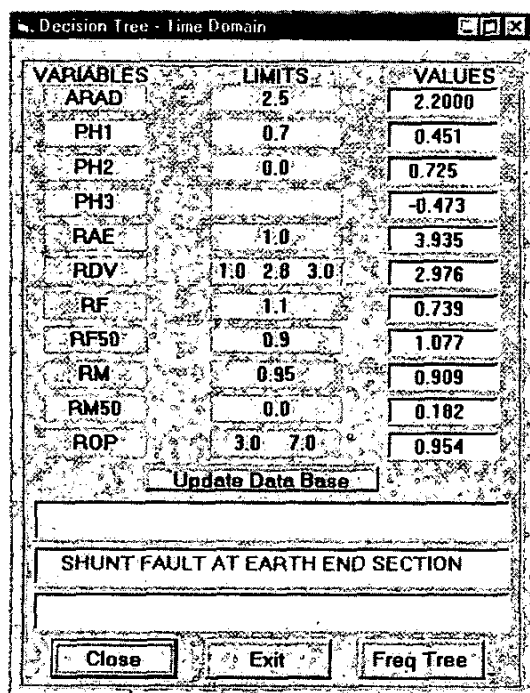 Decision Tree - Time Domain
VARIABLES LIMITS VALUES
ARAD 2.5 2.2000
PH1 0.7 0.451
PH2 0.0 0.725
PH3 -0.473
RAE 1.0 3.935
RDV 1.0 2.8 3.0 2.976
RF 1.1 0.739
RF50 0.9 1.077
RM 0.95 0.909
RM50 0.0 0.182
ROP 3.0 7.0 0.954
Update Data Base
SHUNT FAULT AT EARTH END SECTION
Close Exit Freq Tree